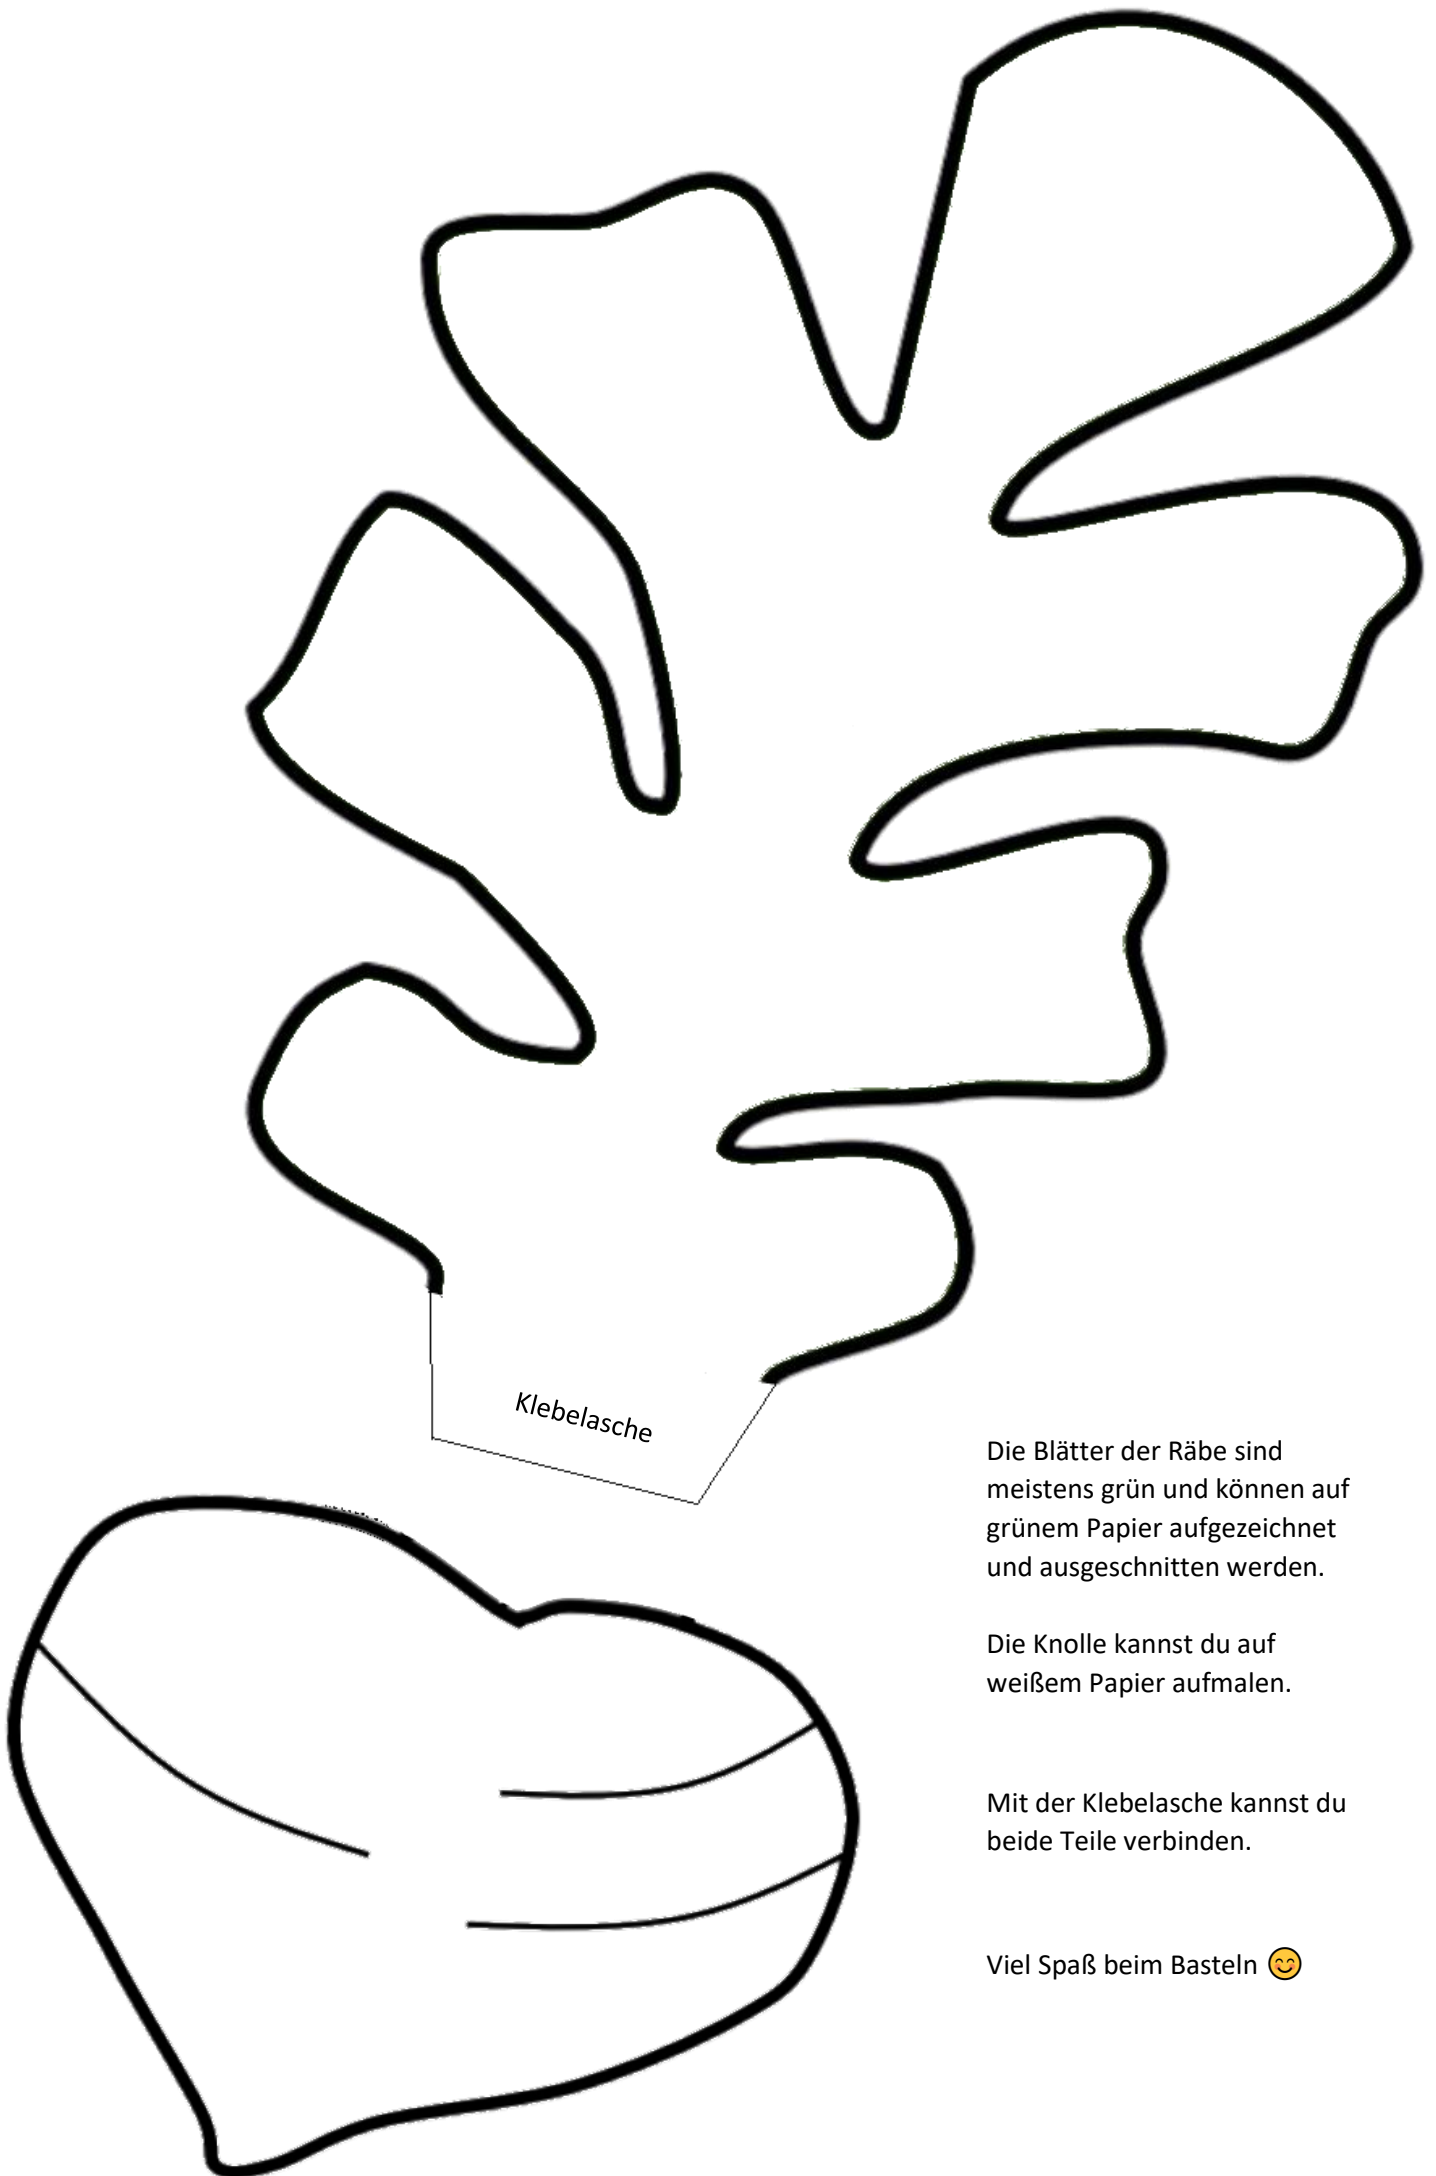 Klebelasche
Die Blätter der Räbe sind
meistens grün und können auf
grünem Papier aufgezeichnet
und ausgeschnitten werden.
Die Knolle kannst du auf
weißem Papier aufmalen.
Mit der Klebelasche kannst du
beide Teile verbinden.
Viel Spaß beim Basteln 😊